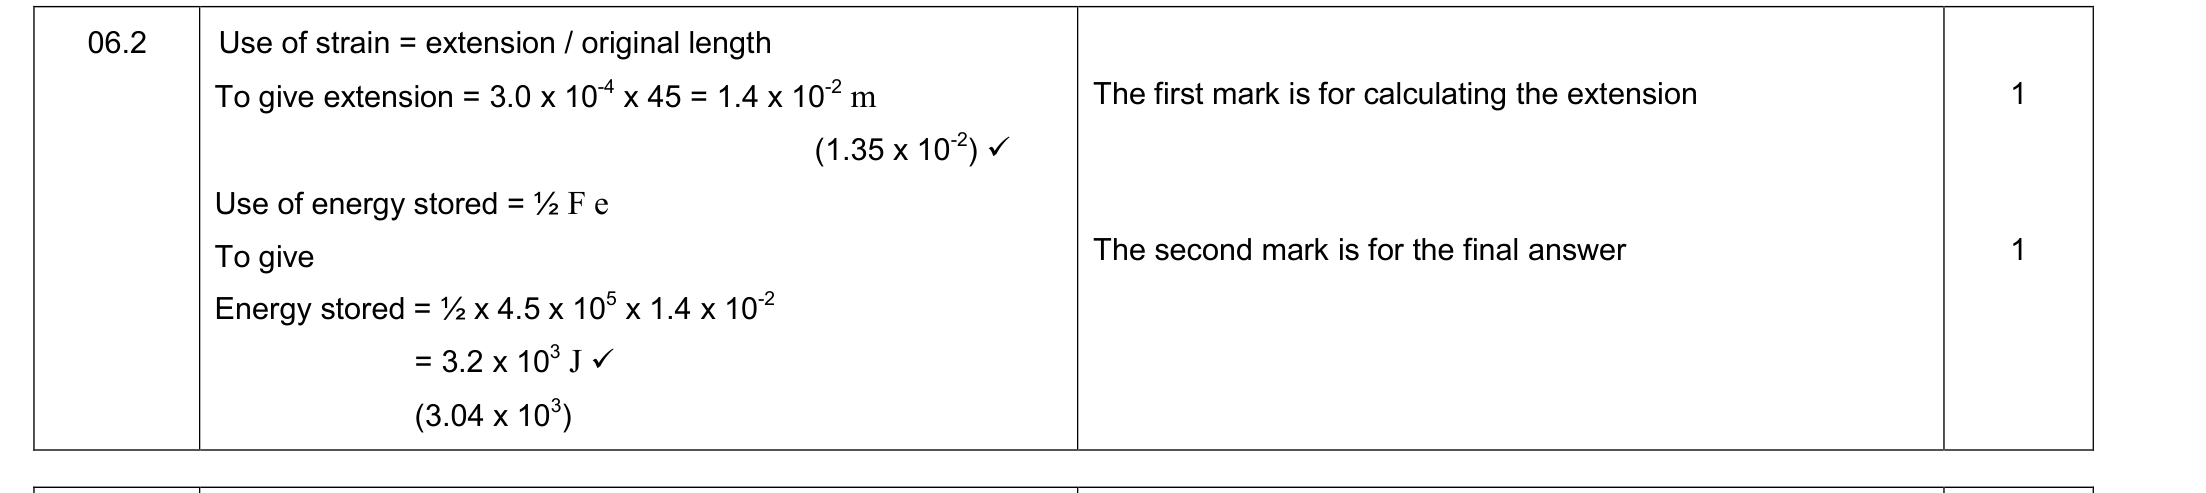 06.2
Use of strain = extension / original length
To give extension = 3.0 x 10⁻⁴ x 45 = 1.4 x 10⁻² m
The first mark is for calculating the extension
1
(1.35 x 10⁻²) ✓
Use of energy stored = ½ F e
To give
The second mark is for the final answer
1
Energy stored = ½ x 4.5 x 10⁵ x 1.4 x 10⁻²
= 3.2 x 10³ J ✓
(3.04 x 10³)